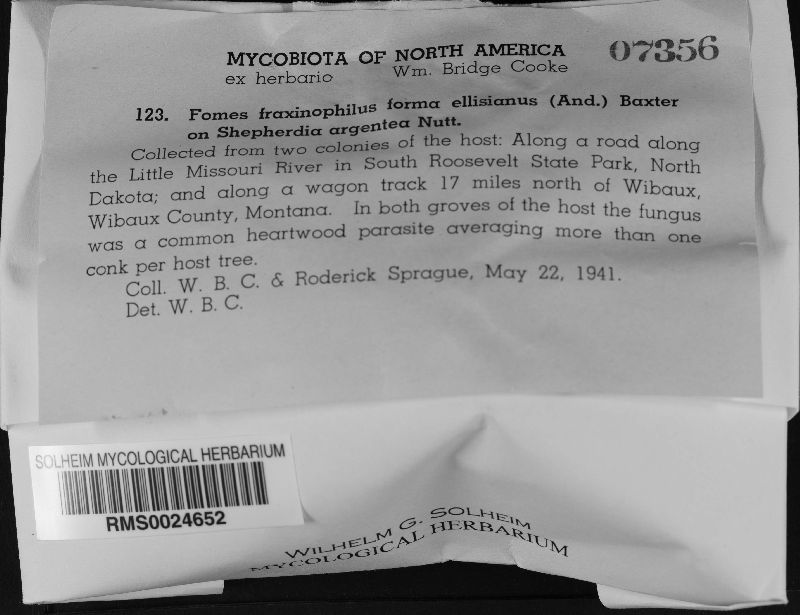 MYCOBIOTA OF NORTH AMERICA 07356
ex herbario Wm. Bridge Cooke
123. Fomes fraxinophilus forma ellisianus (And.) Baxter
on Shepherdia argentea Nutt.
Collected from two colonies of the host: Along a road along
the Little Missouri River in South Roosevelt State Park, North
Dakota; and along a wagon track 17 miles north of Wibaux,
Wibaux County, Montana. In both groves of the host the fungus
was a common heartwood parasite averaging more than one
conk per host tree.
Coll. W. B. C. & Roderick Sprague, May 22, 1941.
Det. W. B. C.
SOLHEIM MYCOLOGICAL HERBARIUM
RMS0024652
WILHELM G. SOLHEIM
MYCOLOGICAL HERBARIUM